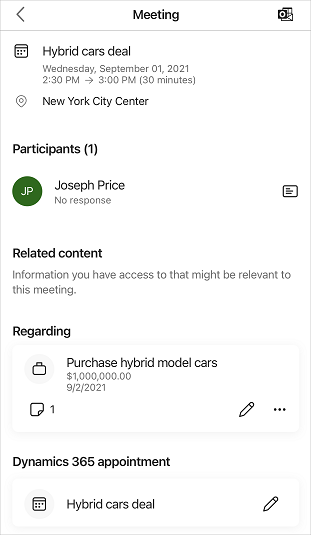 Meeting
Hybrid cars deal
Wednesday, September 01, 2021
2:30 PM → 3:00 PM (30 minutes)
New York City Center
Participants (1)
JP
Joseph Price
No response
Related content
Information you have access to that might be relevant to
this meeting.
Regarding
Purchase hybrid model cars
$1,000,000.00
9/2/2021
1
Dynamics 365 appointment
Hybrid cars deal